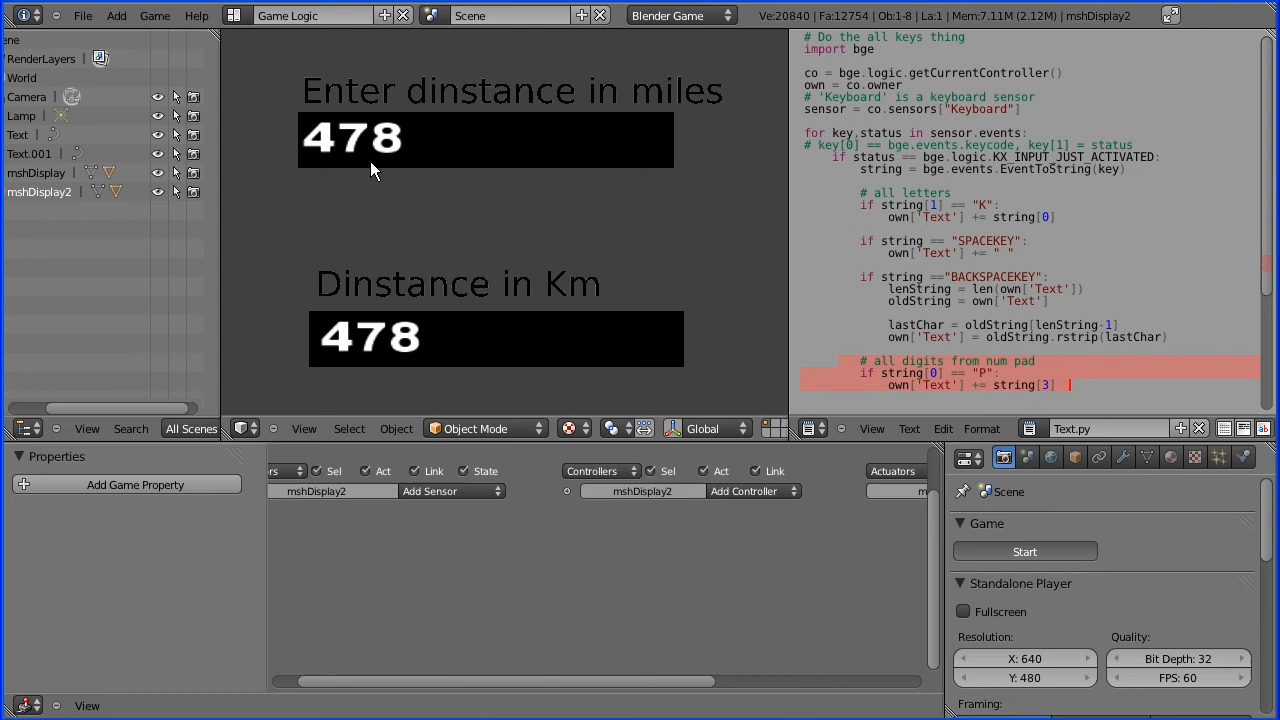 File Add Game Help Game Logic Scene Blender Game Ve:20840 | Fa:12754 | Ob:1-8 | La:1 | Mem:7.11M (2.12M) | mshDisplay2
ene
RenderLayers |
World
Camera |
Lamp |
Text |
Text.001 |
mshDisplay |
mshDisplay2 |
View Search All Scenes
Enter dinstance in miles
478
Dinstance in Km
478
View Select Object Object Mode Global
# Do the all keys thing
import bge
co = bge.logic.getCurrentController()
own = co.owner
# 'Keyboard' is a keyboard sensor
sensor = co.sensors["Keyboard"]
for key,status in sensor.events:
# key[0] == bge.events.keycode, key[1] = status
if status == bge.logic.KX_INPUT_JUST_ACTIVATED:
string = bge.events.EventToString(key)
# all letters
if string[1] == "K":
own['Text'] += string[0]
if string == "SPACEKEY":
own['Text'] += " "
if string =="BACKSPACEKEY":
lenString = len(own['Text'])
oldString = own['Text']
lastChar = oldString[lenString-1]
own['Text'] = oldString.rstrip(lastChar)
# all digits from num pad
if string[0] == "P":
own['Text'] += string[3]
View Text Edit Format Text.py
Properties
Add Game Property
rs Sel Act Link State
mshDisplay2 Add Sensor
Controllers Sel Act Link
mshDisplay2 Add Controller
Actuators
m
View
Scene
Game
Start
Standalone Player
Fullscreen
Resolution: Quality:
X: 640 Bit Depth: 32
Y: 480 FPS: 60
Framing: